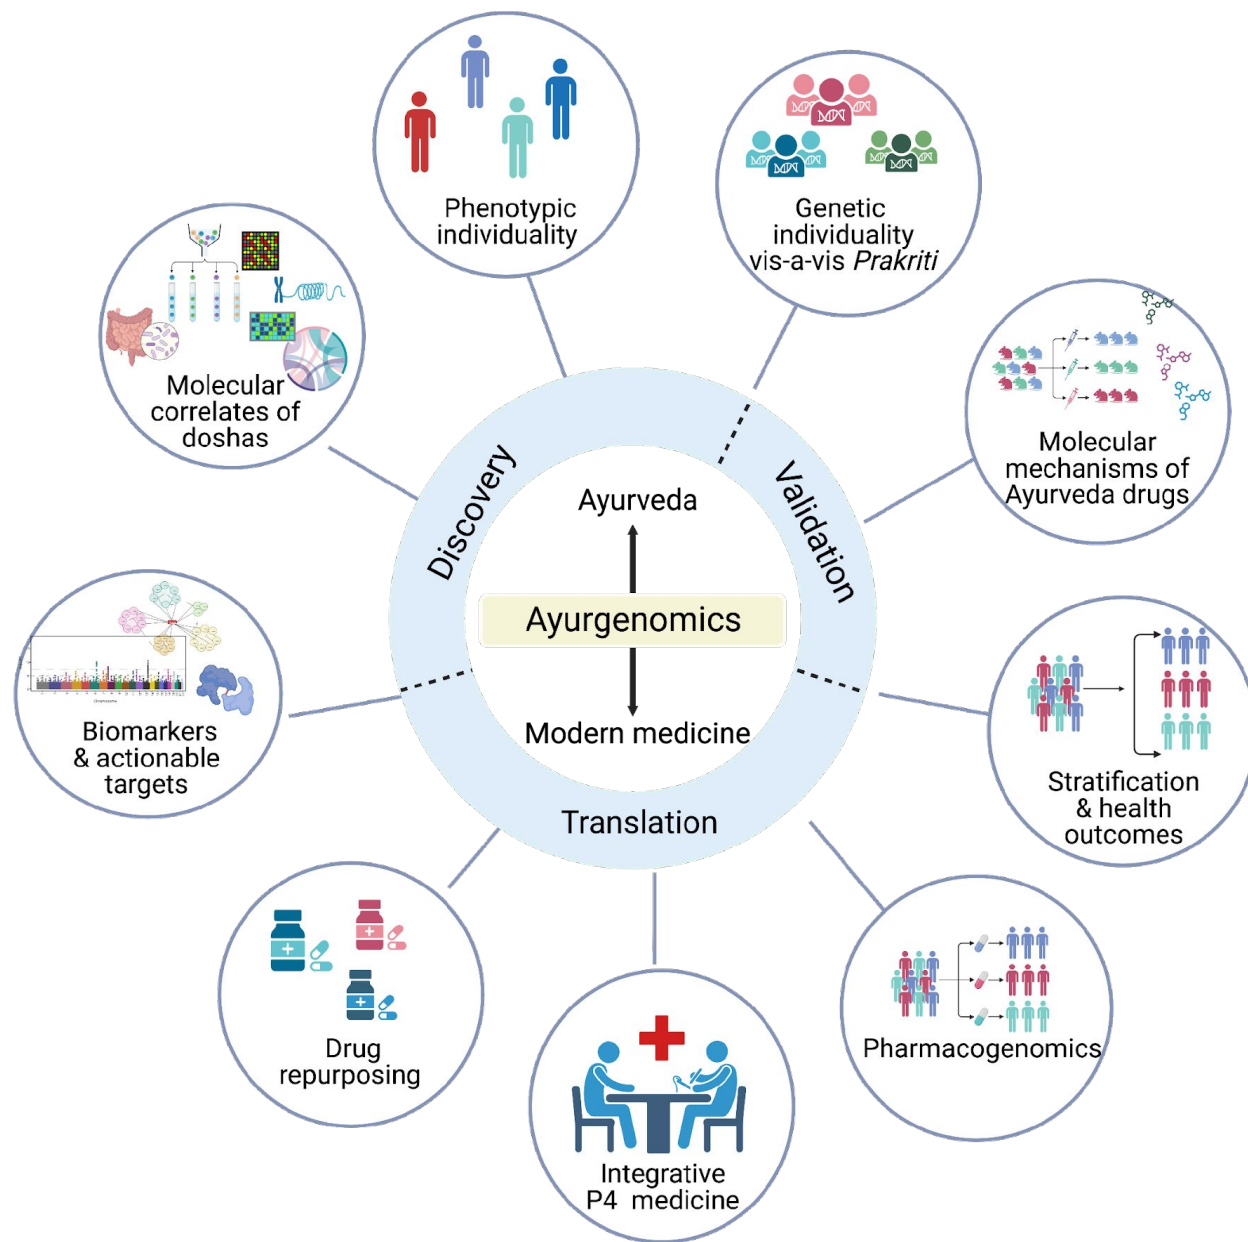 Phenotypic
individuality
Genetic
individuality
vis-a-vis Prakriti
Molecular
correlates of
doshas
Molecular
mechanisms of
Ayurveda drugs
Discovery
Validation
Ayurveda
Ayurgenomics
Modern medicine
Translation
Biomarkers
& actionable
targets
Chromosome
Stratification
& health
outcomes
Drug
repurposing
Pharmacogenomics
Integrative
P4 medicine